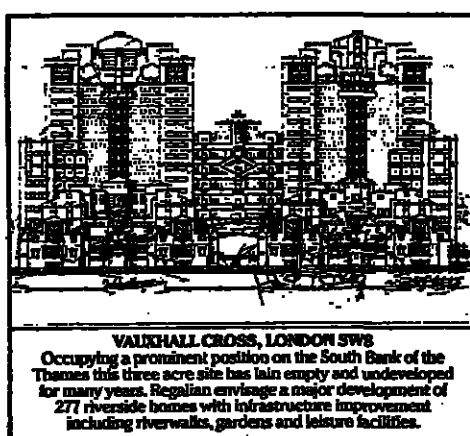 VAUXHALL CROSS, LONDON SW8
Occupying a prominent position on the South Bank of the
Thames this three acre site has lain empty and undeveloped
for many years. Regalian envisage a major development of
277 riverside homes with infrastructure improvement
including riverwalks, gardens and leisure facilities.